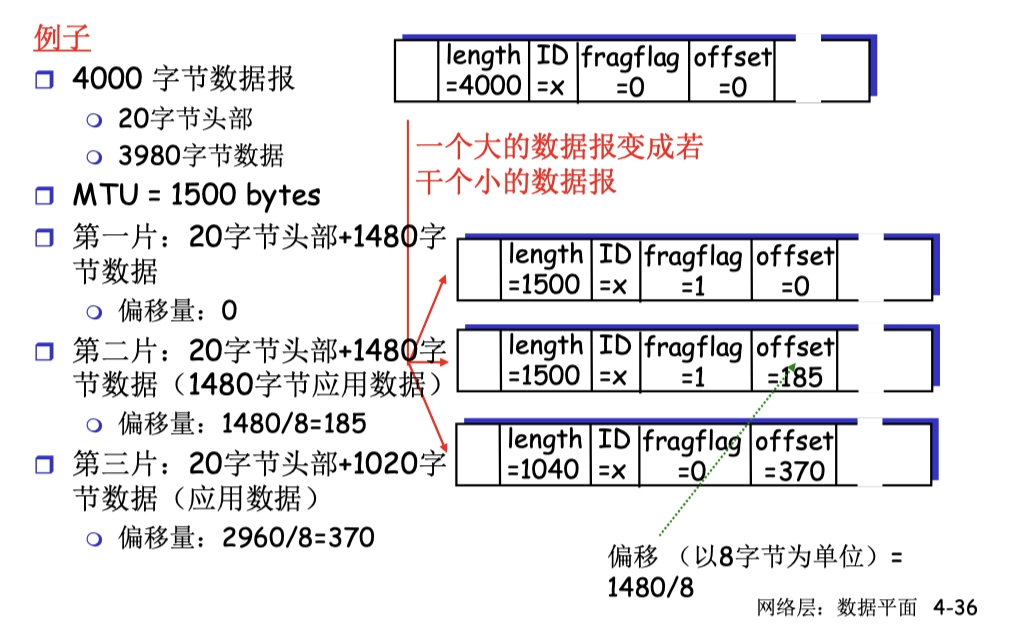 例子
4000 字节数据报
20字节头部
3980字节数据
MTU = 1500 bytes
第一片：20字节头部+1480字
节数据
偏移量：0
第二片：20字节头部+1480字
节数据（1480字节应用数据）
偏移量：1480/8=185
第三片：20字节头部+1020字
节数据（应用数据）
偏移量：2960/8=370
length ID fragflag offset
=4000 =x =0 =0
一个大的数据报变成若
干个小的数据报
length ID fragflag offset
=1500 =x =1 =0
length ID fragflag offset
=1500 =x =1 =185
length ID fragflag offset
=1040 =x =0 =370
偏移 （以8字节为单位）=
1480/8
网络层：数据平面 4-36